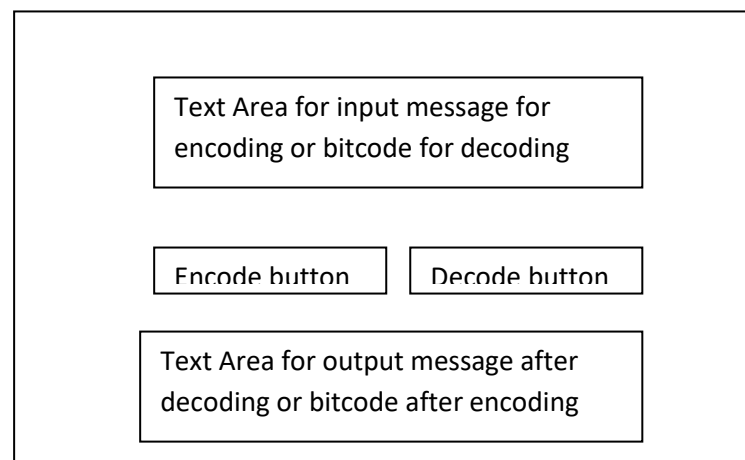 Text Area for input message for
encoding or bitcode for decoding
Encode button
Decode button
Text Area for output message after
decoding or bitcode after encoding